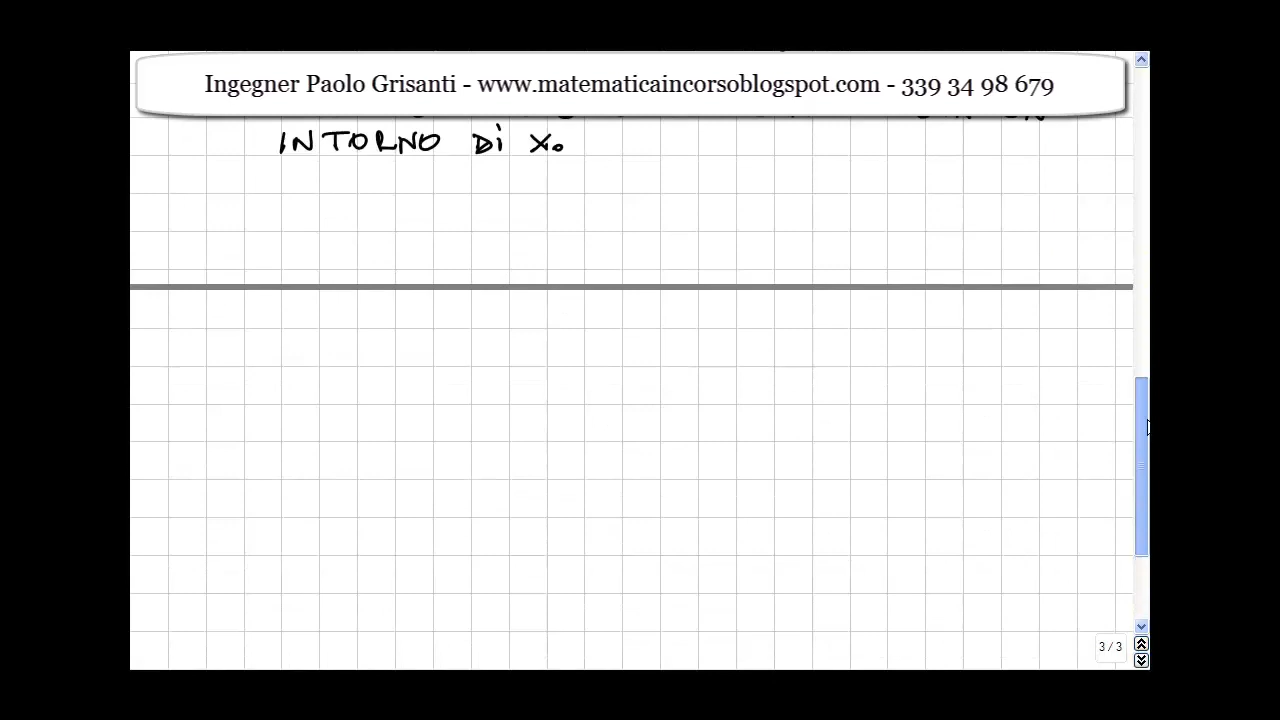 Ingegner Paolo Grisanti - www.matematicaincorsoblogspot.com - 339 34 98 679
INTORNO Di X₀
3 / 3